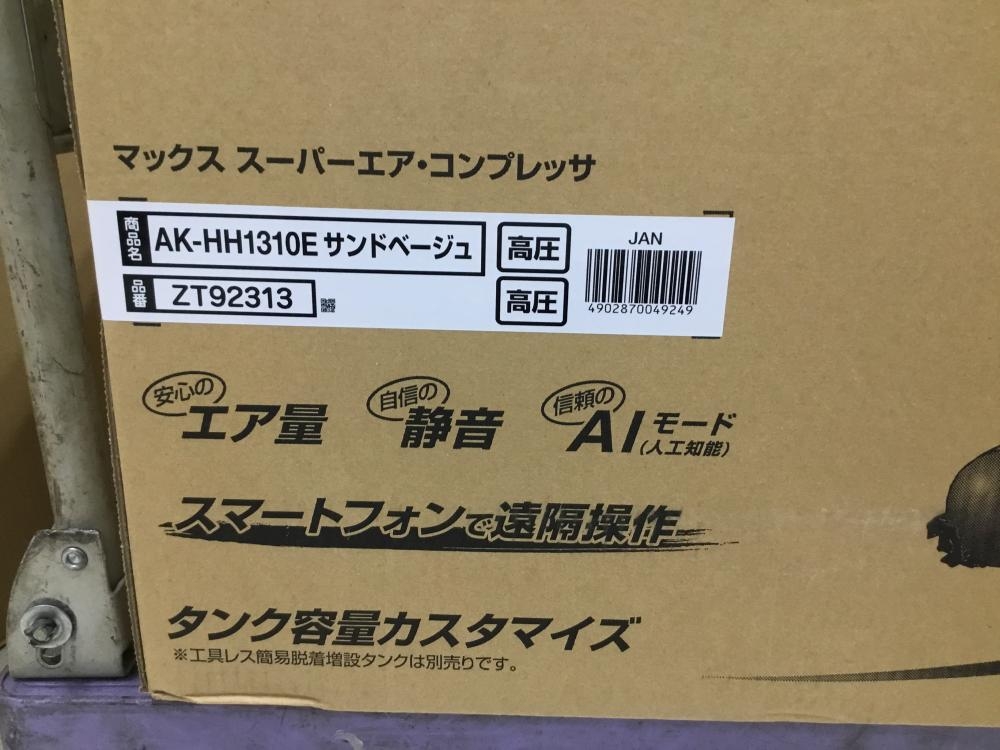 マックス スーパーエア・コンプレッサ
商品名 AK-HH1310E サンドベージュ 高圧
JAN
品番 ZT92313 高圧
4902870049249
安心の エア量 自信の 静音 信頼の AIモード (人工知能)
スマートフォンで遠隔操作
タンク容量カスタマイズ
※工具レス簡易脱着増設タンクは別売りです。